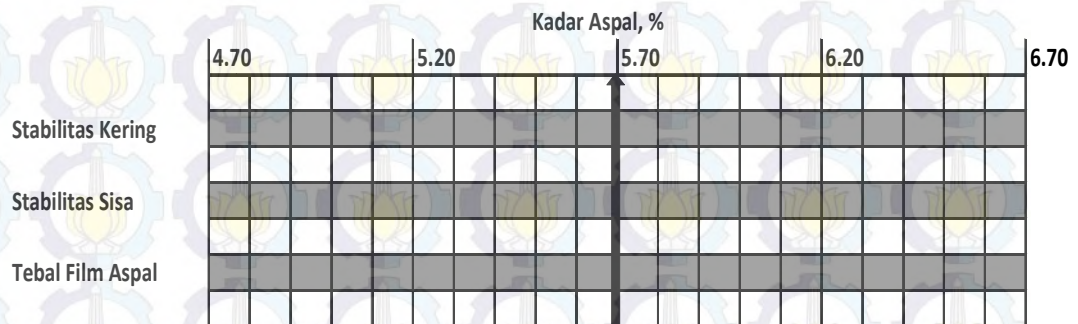 Kadar Aspal, %
4.70 5.20 5.70 6.20 6.70
Stabilitas Kering
Stabilitas Sisa
Tebal Film Aspal